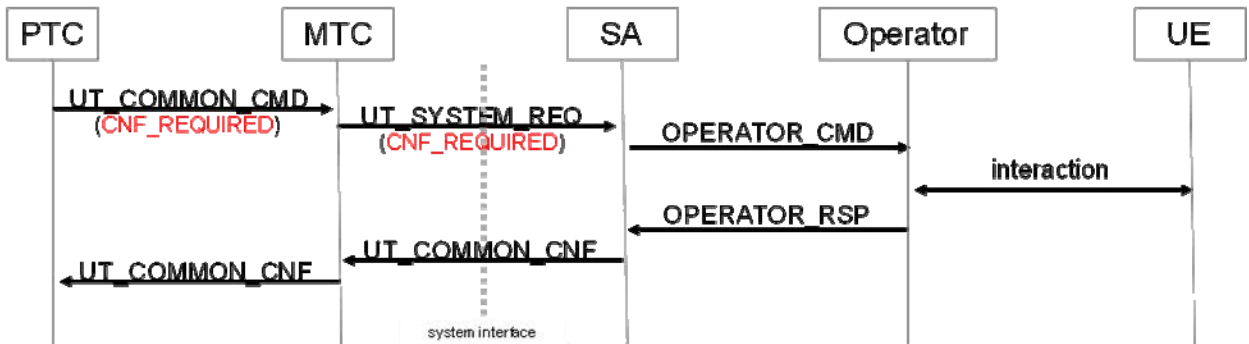 PTC
MTC
SA
Operator
UE
UT_COMMON_CMD
(CNF_REQUIRED)
UT_SYSTEM_REQ
(CNF_REQUIRED)
OPERATOR_CMD
interaction
OPERATOR_RSP
UT_COMMON_CNF
UT_COMMON_CNF
system interface